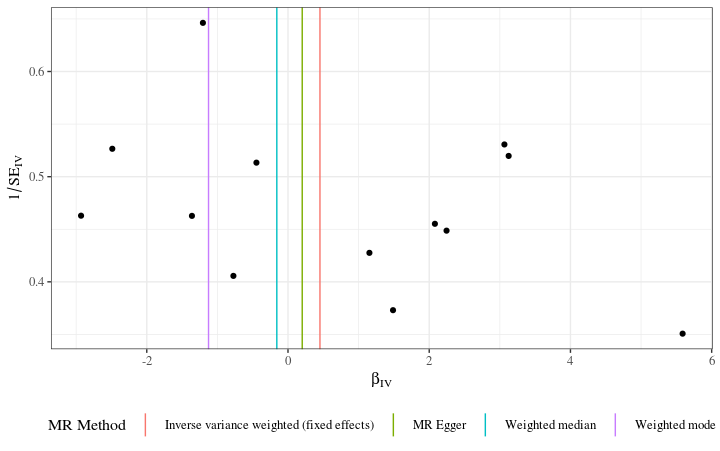 0.6
0.5
0.4
1/SE_IV
-2 0 2 4 6
β_IV
MR Method Inverse variance weighted (fixed effects) MR Egger Weighted median Weighted mode